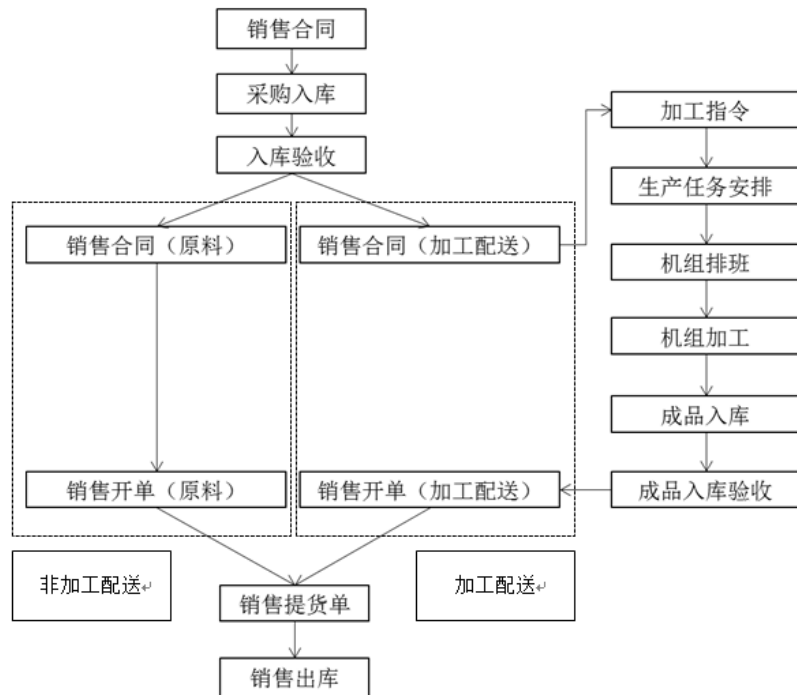 销售合同
采购入库
入库验收
销售合同（原料）
销售合同（加工配送）
销售开单（原料）
销售开单（加工配送）
非加工配送↵
加工配送↵
销售提货单
销售出库
加工指令
生产任务安排
机组排班
机组加工
成品入库
成品入库验收